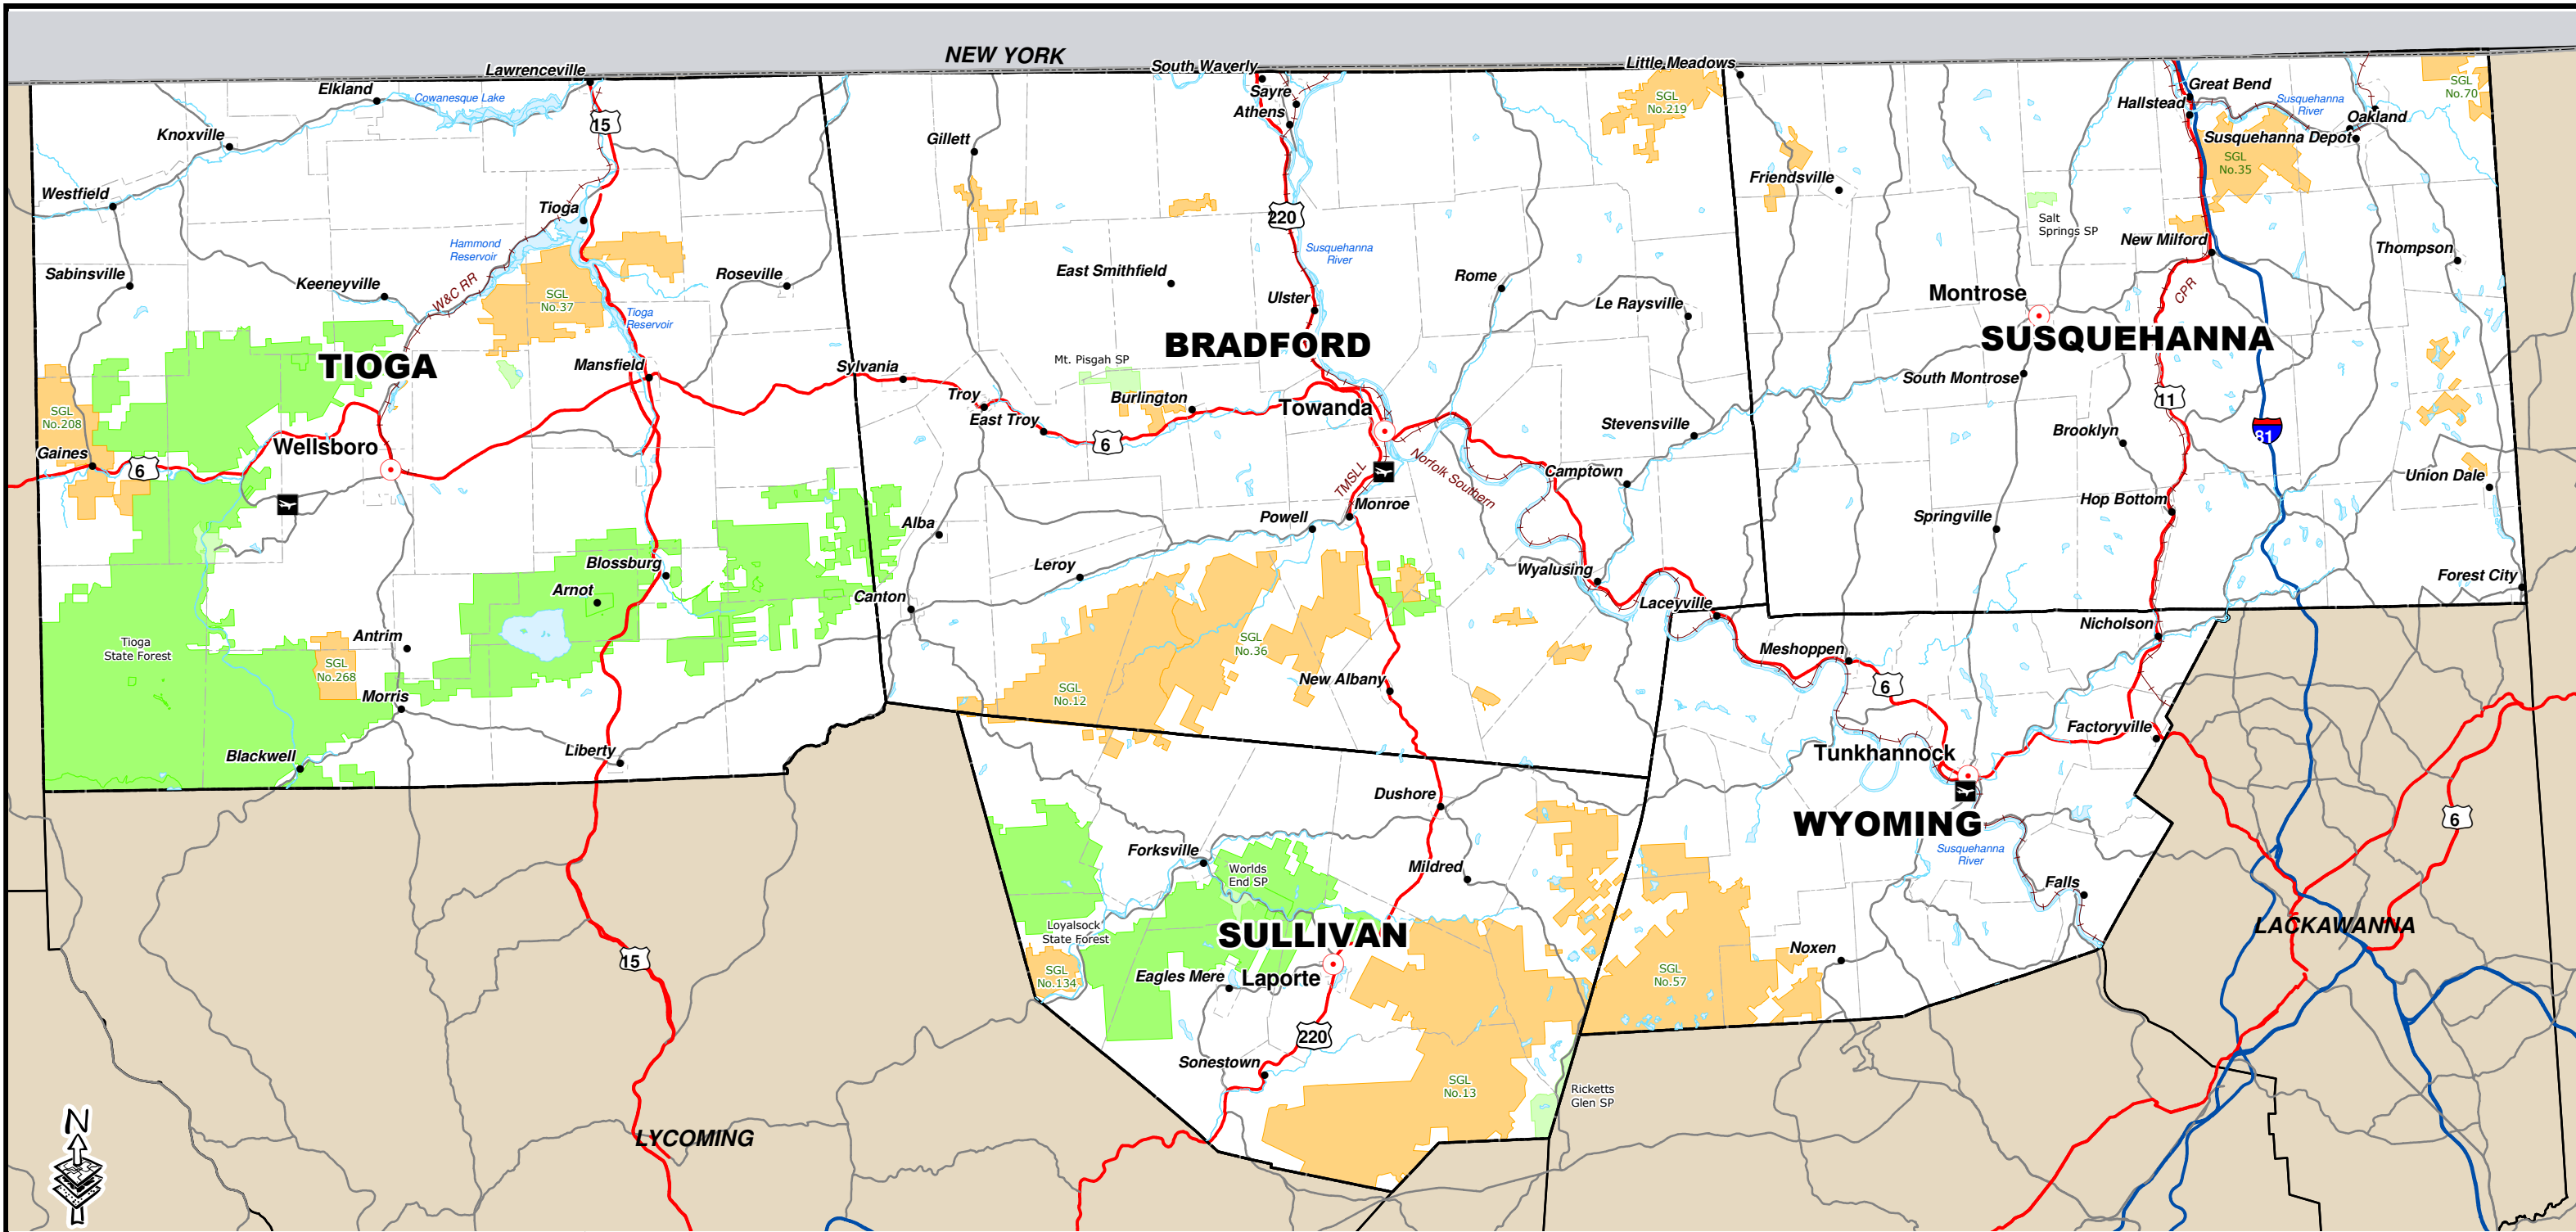 NEW YORK
Lawrenceville
South Waverly
Little Meadows
Elkland
Cowanesque Lake
Sayre
Athens
SGL
No.219
Great Bend
Hallstead
Susquehanna
River
SGL
No.70
Oakland
Susquehanna Depot
Knoxville
15
Gillett
SGL
No.35
Westfield
Friendsville
Tioga
220
Salt
Springs SP
New Milford
Thompson
Hammond
Reservoir
Susquehanna
River
Sabinsville
Keeneyville
W&C RR
SGL
No.37
Roseville
East Smithfield
Rome
Ulster
Le Raysville
Montrose
CPR
Tioga
Reservoir
TIOGA
BRADFORD
SUSQUEHANNA
Mansfield
Sylvania
Mt. Pisgah SP
South Montrose
Troy
Burlington
Towanda
11
SGL
No.208
East Troy
6
Stevensville
Brooklyn
81
Wellsboro
Gaines
6
TMSLL
Norfolk Southern
Camptown
Union Dale
Monroe
Hop Bottom
Alba
Powell
Springville
Blossburg
Leroy
Wyalusing
Forest City
Arnot
Canton
Laceyville
Antrim
Tioga
State Forest
SGL
No.36
Nicholson
SGL
No.268
Meshoppen
Morris
SGL
No.12
New Albany
6
Factoryville
Blackwell
Liberty
Tunkhannock
Dushore
WYOMING
6
Forksville
Worlds
End SP
Mildred
Susquehanna
River
Falls
Loyalsock
State Forest
SULLIVAN
LACKAWANNA
15
SGL
No.134
Eagles Mere
Laporte
SGL
No.57
Noxen
220
Sonestown
SGL
No.13
Ricketts
Glen SP
LYCOMING
N